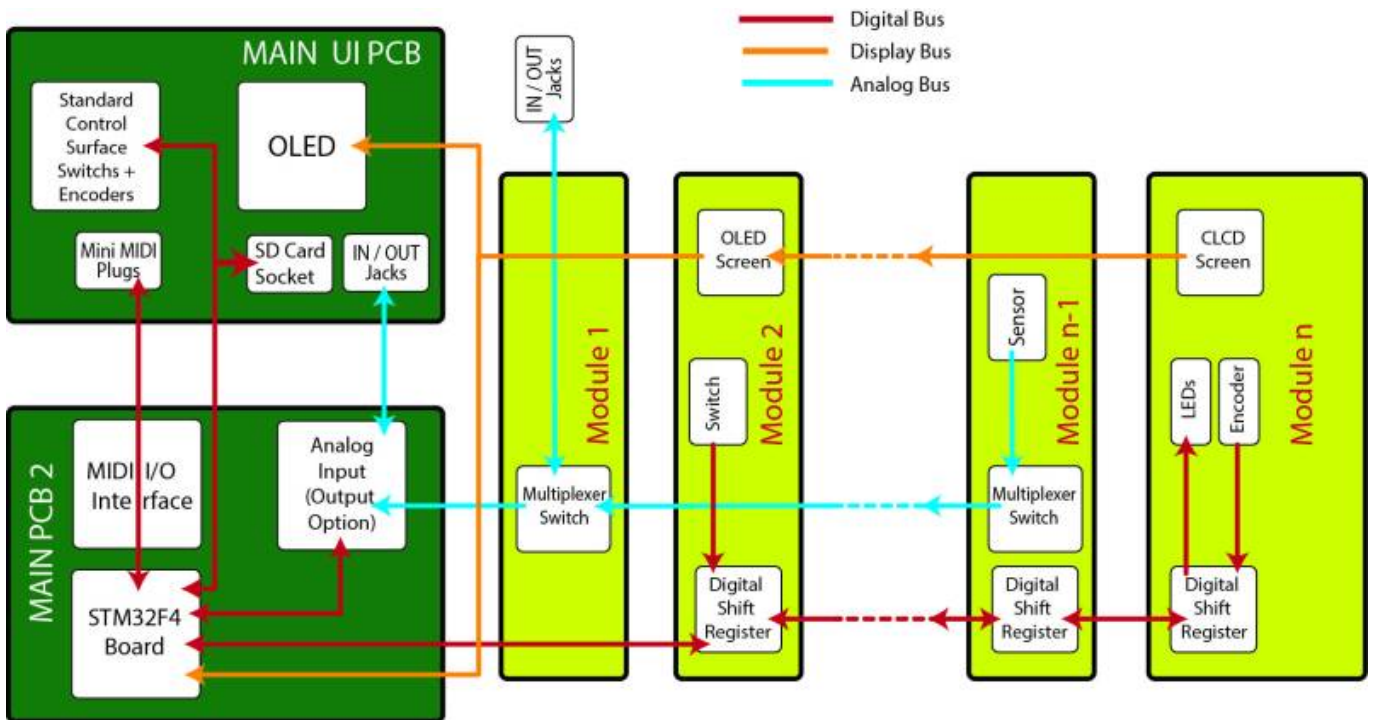 Digital Bus
Display Bus
Analog Bus
MAIN UI PCB
Standard
Control
Surface
Switchs +
Encoders
OLED
Mini MIDI
Plugs
SD Card
Socket
IN / OUT
Jacks
IN / OUT
Jacks
MAIN PCB 2
MIDI I/O
Interface
Analog
Input
(Output
Option)
STM32F4
Board
Module 1
Multiplexer
Switch
Module 2
OLED
Screen
Switch
Digital
Shift
Register
Module n-1
Sensor
Multiplexer
Switch
Digital
Shift
Register
Module n
CLCD
Screen
LEDs
Encoder
Digital
Shift
Register